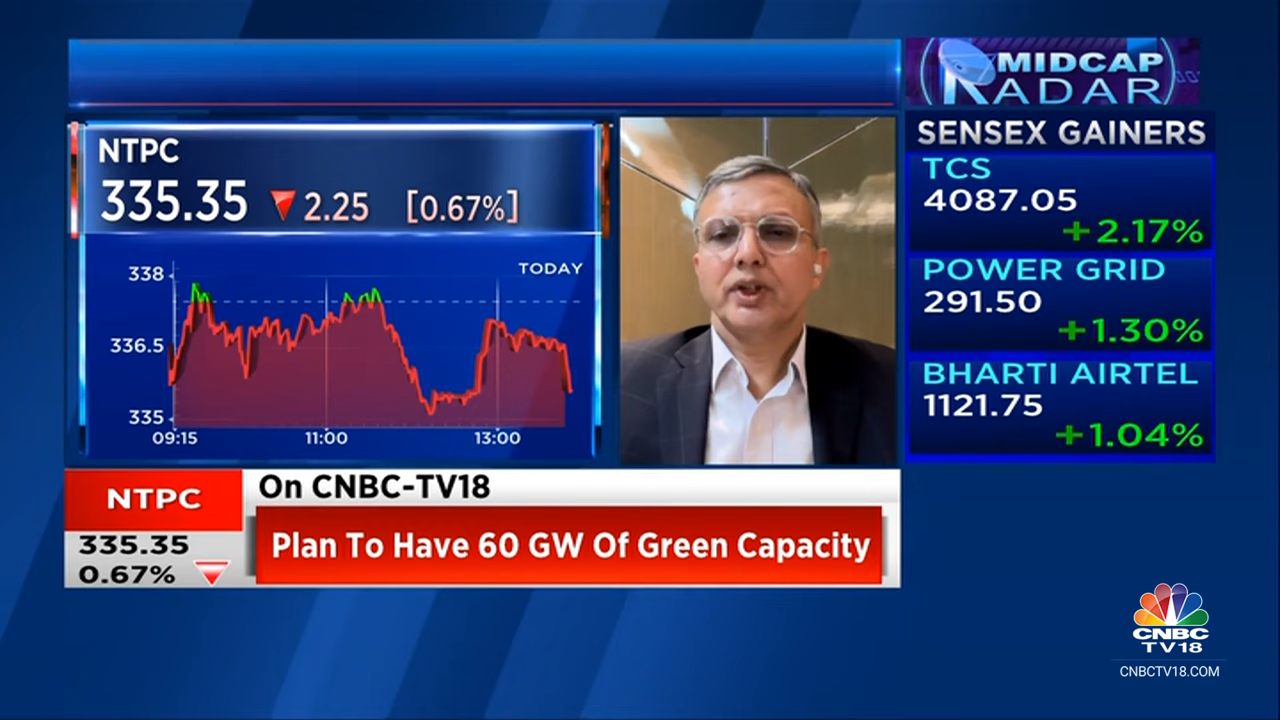 MIDCAP
RADAR
NTPC
335.35 ▼ 2.25 [0.67%]
TODAY
338
336.5
335
09:15 11:00 13:00
SENSEX GAINERS
TCS
4087.05
+2.17%
POWER GRID
291.50
+1.30%
BHARTI AIRTEL
1121.75
+1.04%
NTPC
335.35
0.67% ▼
On CNBC-TV18
Plan To Have 60 GW Of Green Capacity
CNBC
TV18
CNBCTV18.COM